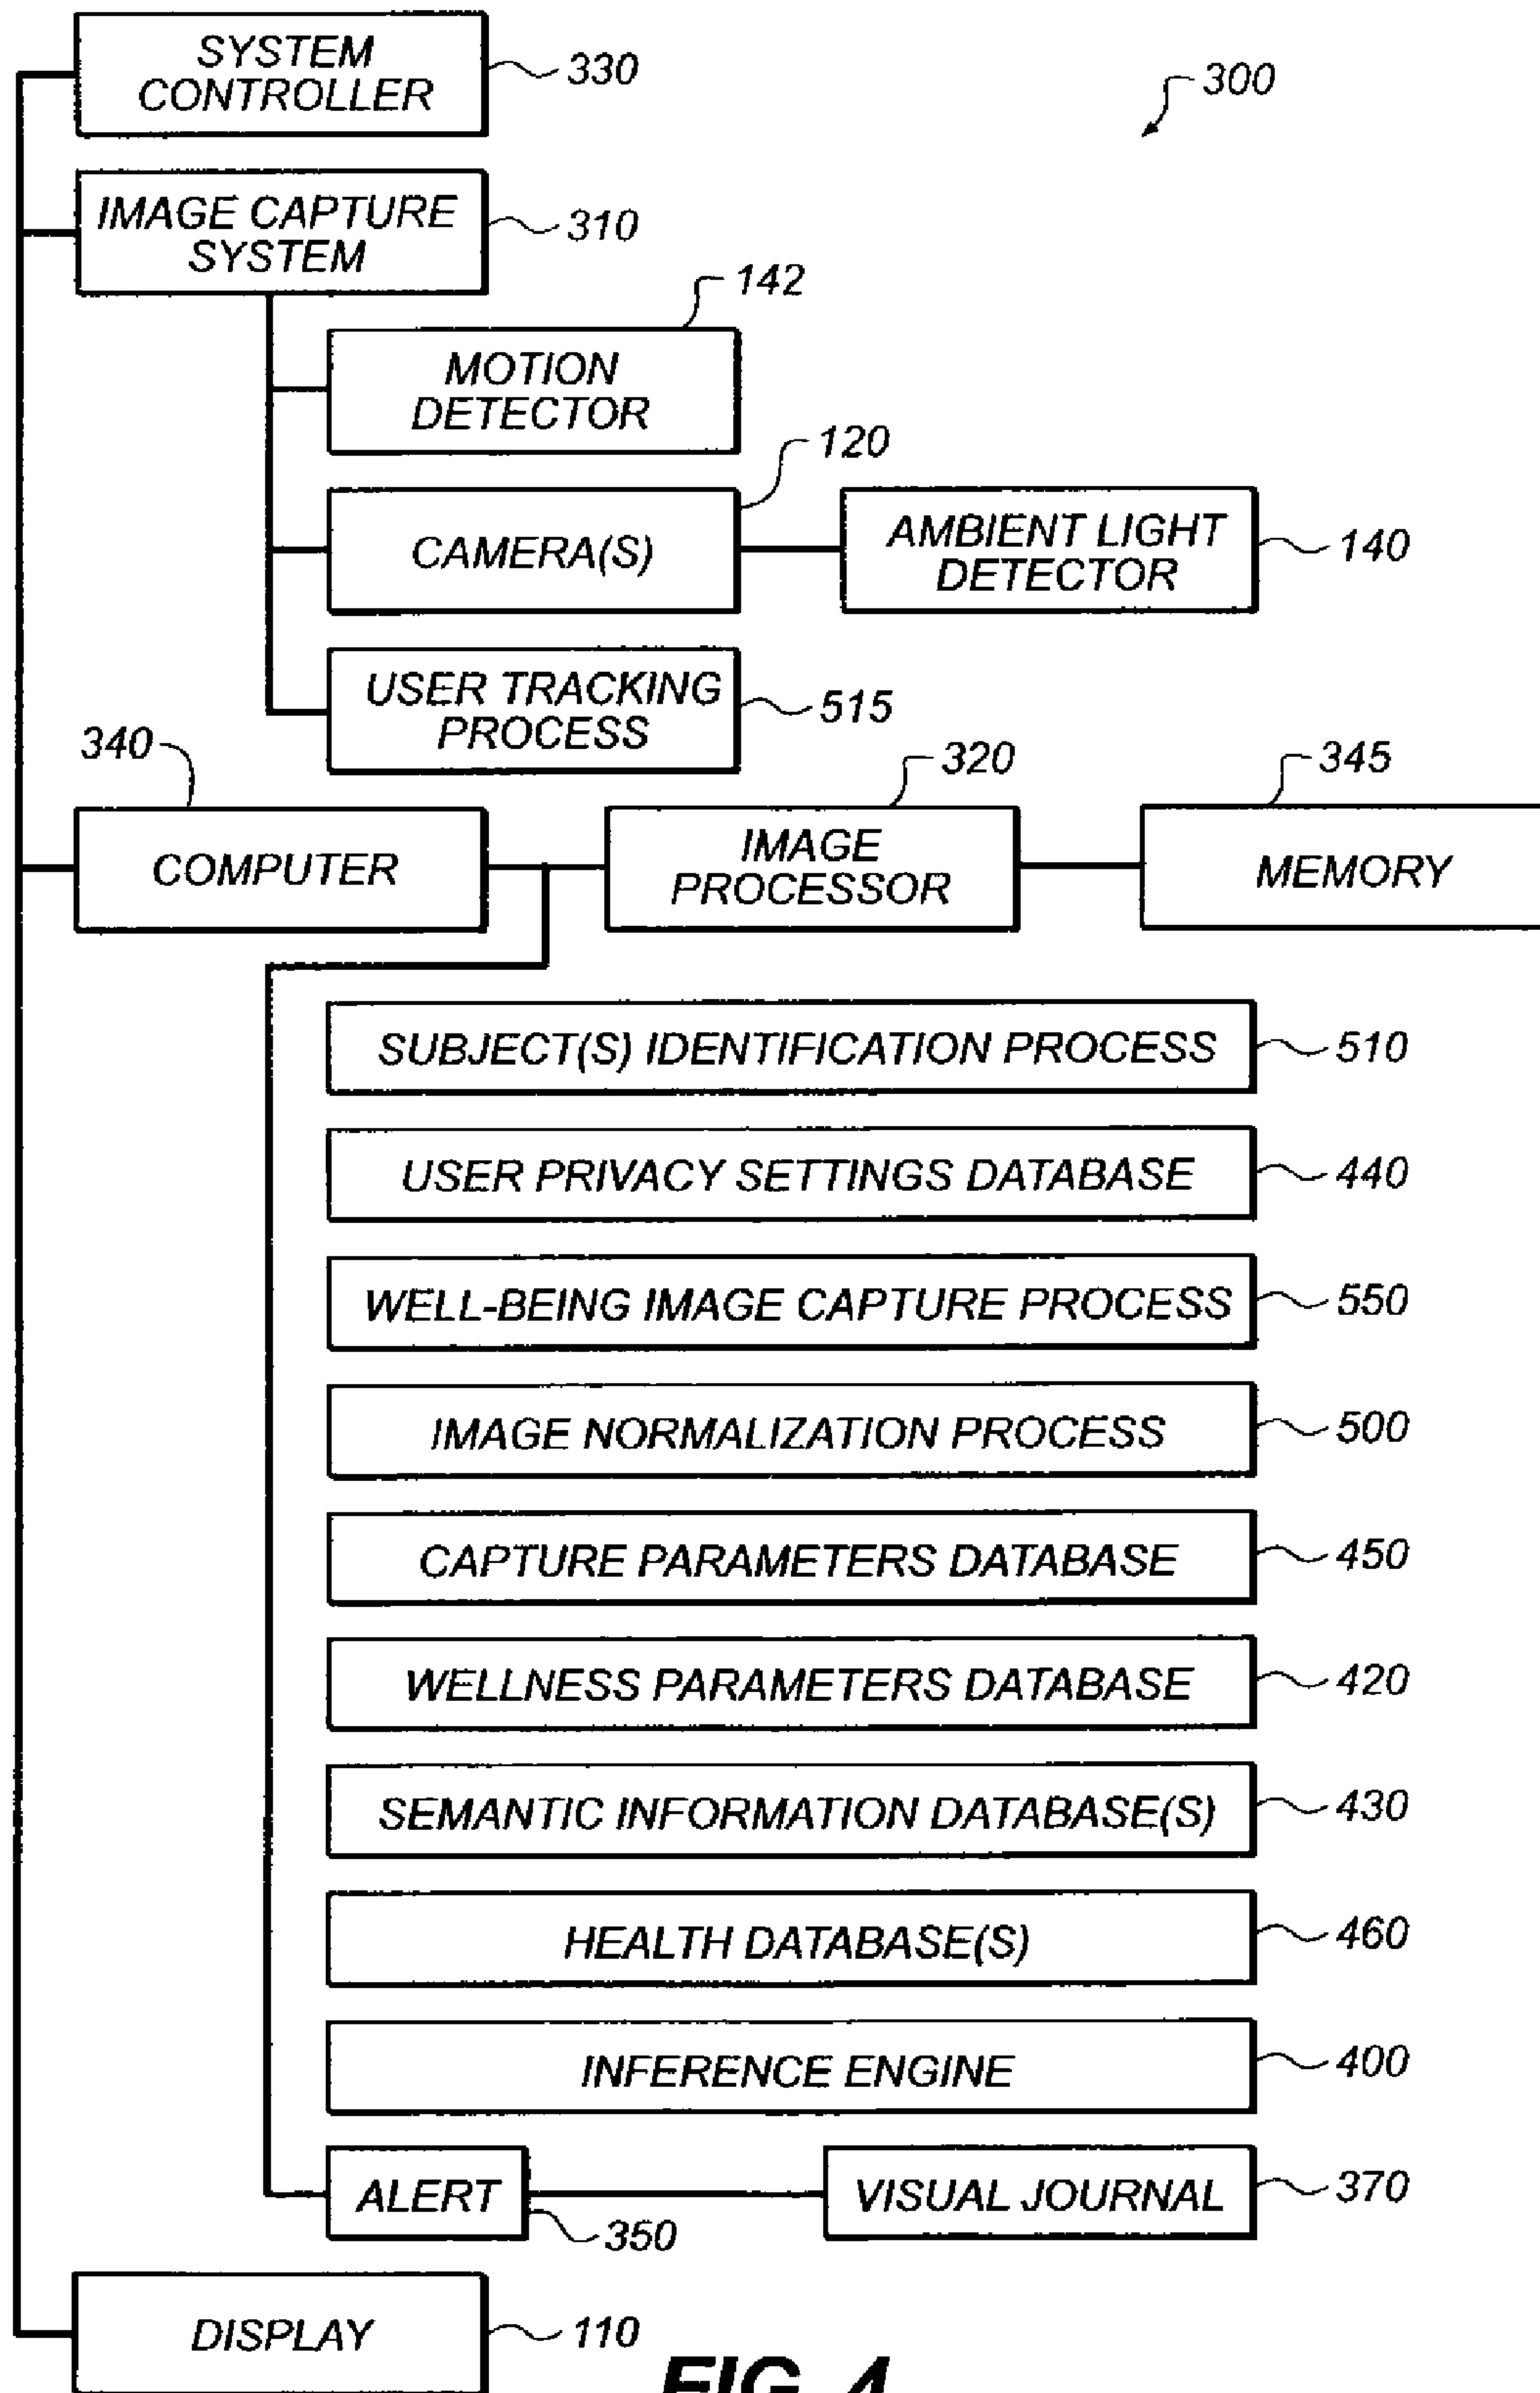 SYSTEM
CONTROLLER
330
300
IMAGE CAPTURE
SYSTEM
310
142
MOTION
DETECTOR
120
CAMERA(S)
AMBIENT LIGHT
DETECTOR
140
USER TRACKING
PROCESS
515
340
320
345
COMPUTER
IMAGE
PROCESSOR
MEMORY
SUBJECT(S) IDENTIFICATION PROCESS
510
USER PRIVACY SETTINGS DATABASE
440
WELL-BEING IMAGE CAPTURE PROCESS
550
IMAGE NORMALIZATION PROCESS
500
CAPTURE PARAMETERS DATABASE
450
WELLNESS PARAMETERS DATABASE
420
SEMANTIC INFORMATION DATABASE(S)
430
HEALTH DATABASE(S)
460
INFERENCE ENGINE
400
ALERT
350
VISUAL JOURNAL
370
DISPLAY
110
FIG. 4